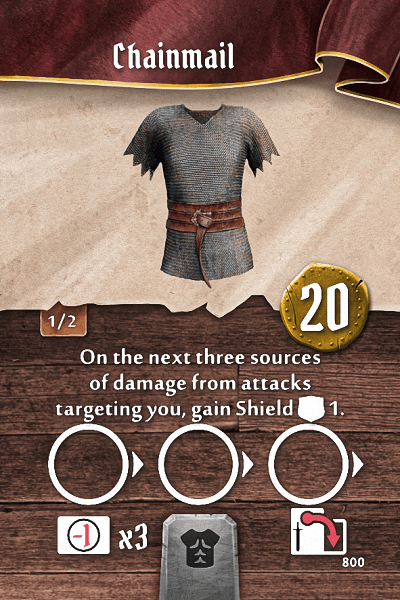 Chainmail
1/2
20
On the next three sources
of damage from attacks
targeting you, gain Shield 1.
-1 x3
800